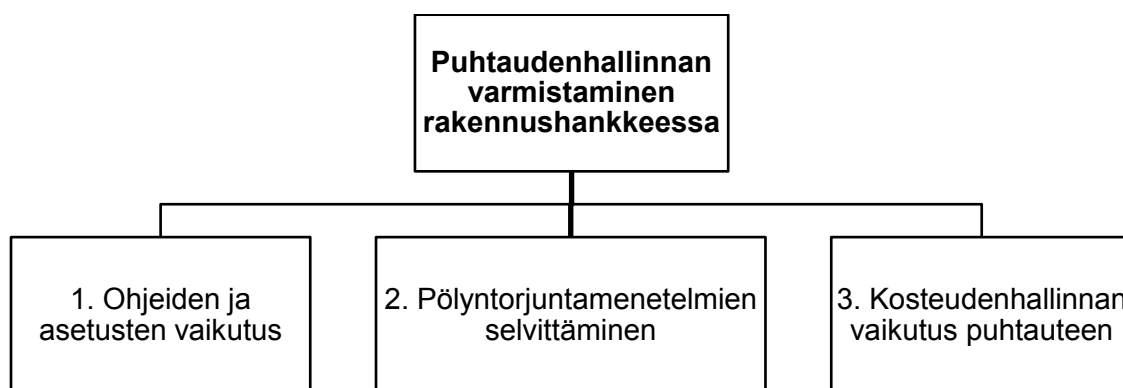 Puhtaudenhallinnan
varmistaminen
rakennushankkeessa
1. Ohjeiden ja
asetusten vaikutus
2. Pölyntorjuntamenetelmien
selvittäminen
3. Kosteudenhallinnan
vaikutus puhtauteen